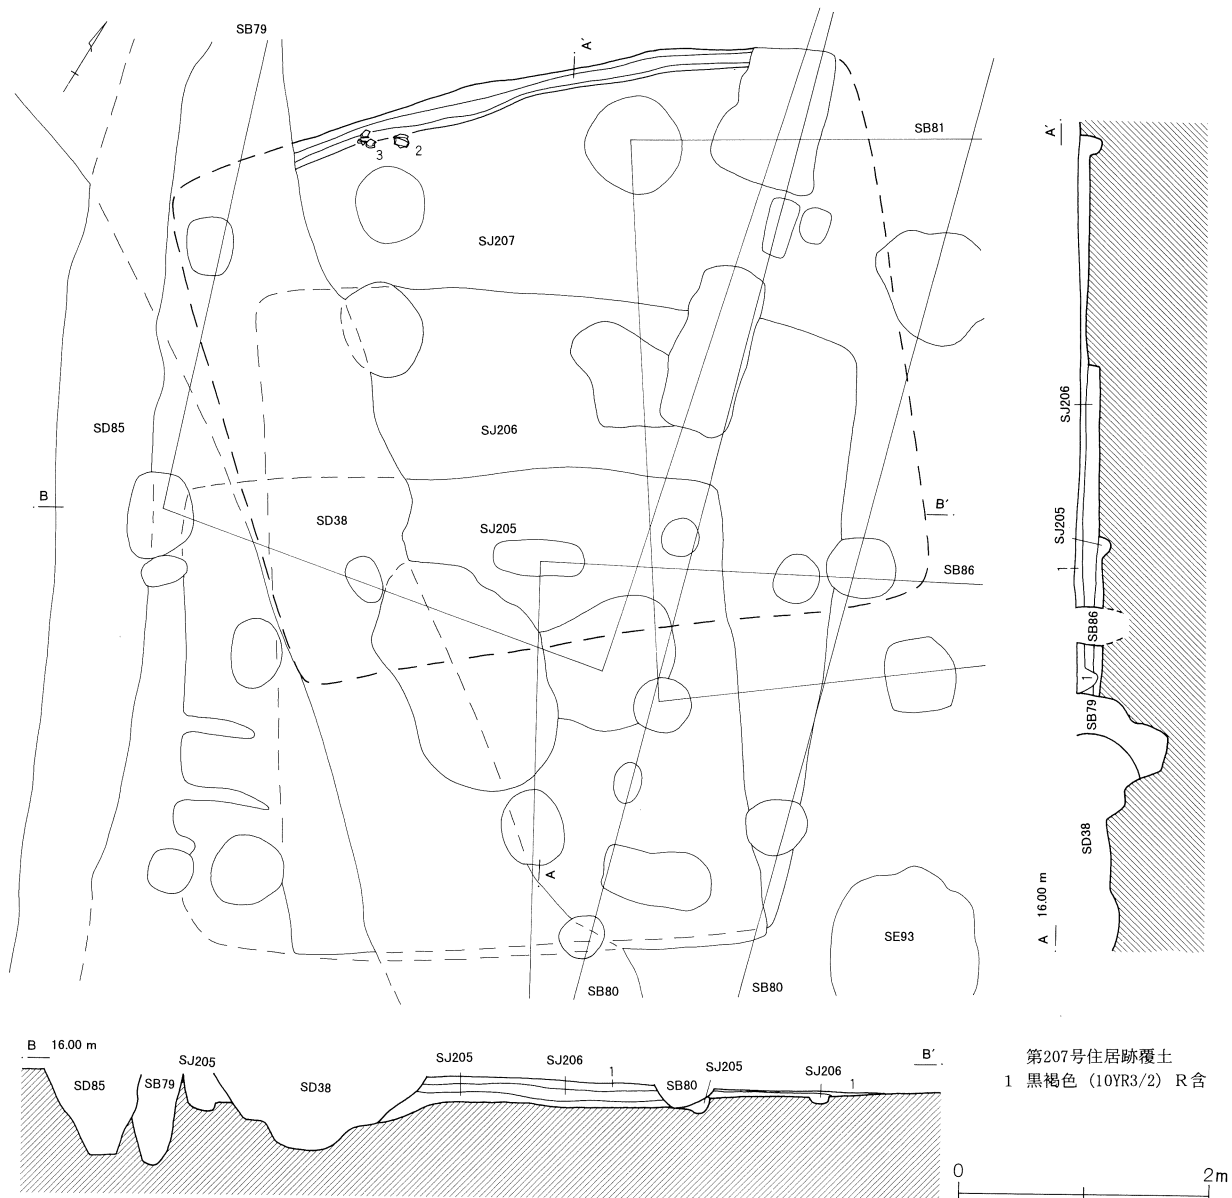 SB79
A′
SB81
3
2
SJ207
SD85
SJ206
B
SD38
SJ205
B′
SB86
A
SE93
SB80
SB80
A′
SJ206
SJ205
1
SB86
1
SB79
SD38
16.00 m
A
B 16.00 m
SD85
SB79
SJ205
SD38
SJ205
SJ206
1
SB80
SJ205
SJ206
1
B′
第207号住居跡覆土
1 黒褐色 (10YR3/2) R含
0
2m